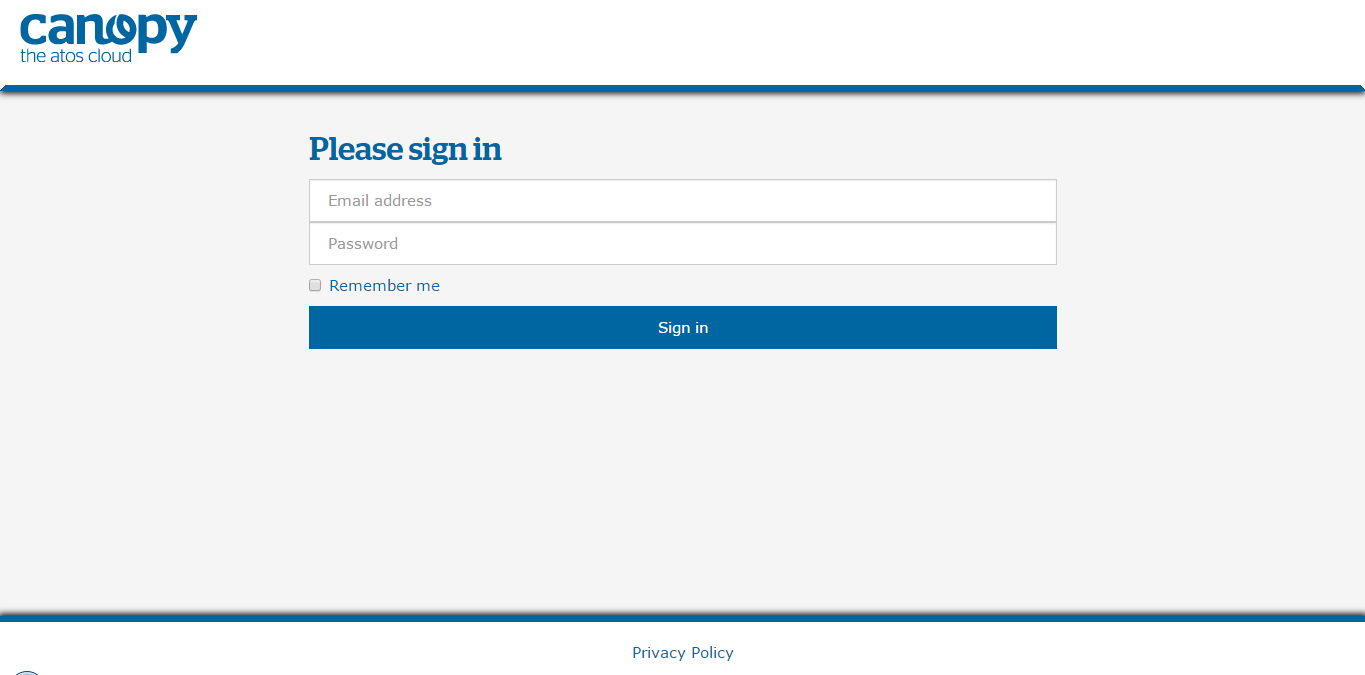 canopy
the atos cloud
Please sign in
Email address
Password
Remember me
Sign in
Privacy Policy